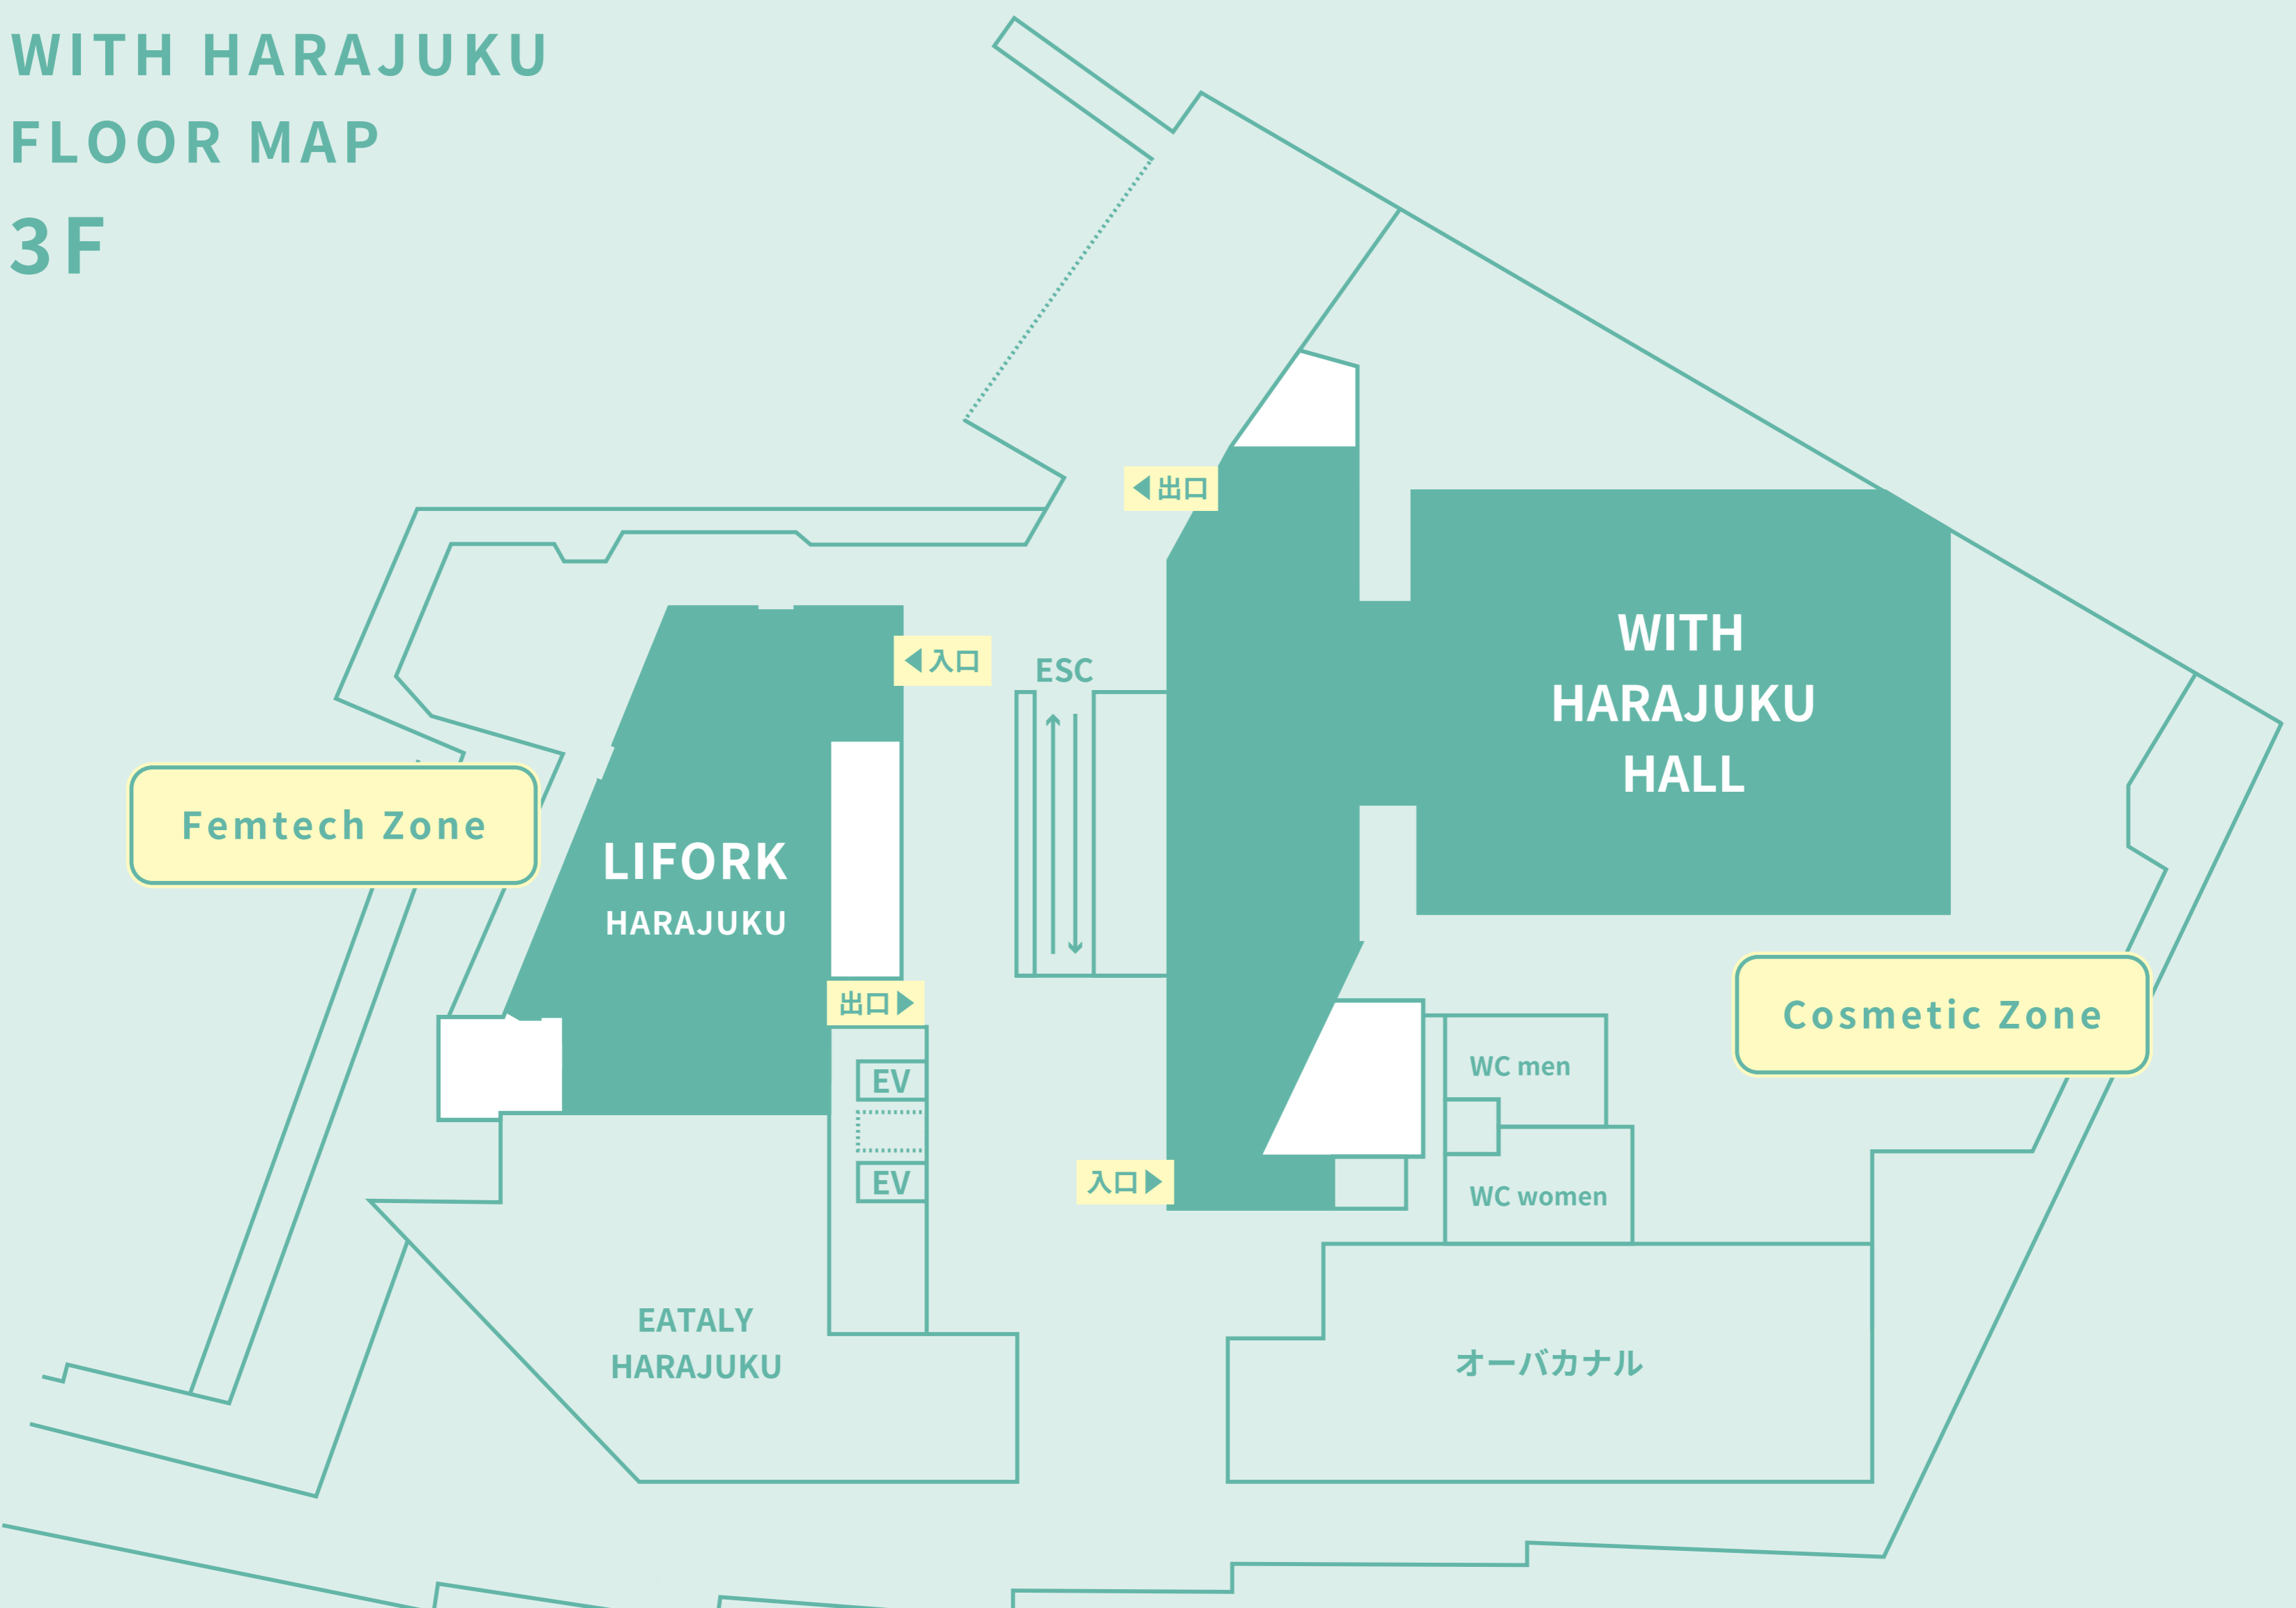 WITH HARAJUKU
FLOOR MAP
3F
出口
入口
ESC
WITH
HARAJUKU
HALL
Femtech Zone
LIFORK
HARAJUKU
出口
Cosmetic Zone
EV
WC men
EV
入口
WC women
EATALY
HARAJUKU
オーバカナル